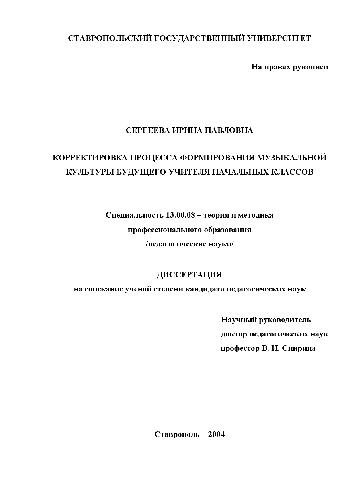 СТАВРОПОЛЬСКИЙ ГОСУДАРСТВЕННЫЙ УНИВЕРСИТЕТ
На правах рукописи
СЕРГЕЕВА ИРИНА ПАВЛОВНА
КОРРЕКТИРОВКА ПРОЦЕССА ФОРМИРОВАНИЯ МУЗЫКАЛЬНОЙ
КУЛЬТУРЫ БУДУЩЕГО УЧИТЕЛЯ НАЧАЛЬНЫХ КЛАССОВ
Специальность 13.00.08 – теория и методика
профессионального образования
/педагогические науки/
ДИССЕРТАЦИЯ
на соискание ученой степени кандидата педагогических наук
Научный руководитель
доктор педагогических наук
профессор В. И. Спирина
Ставрополь 2004